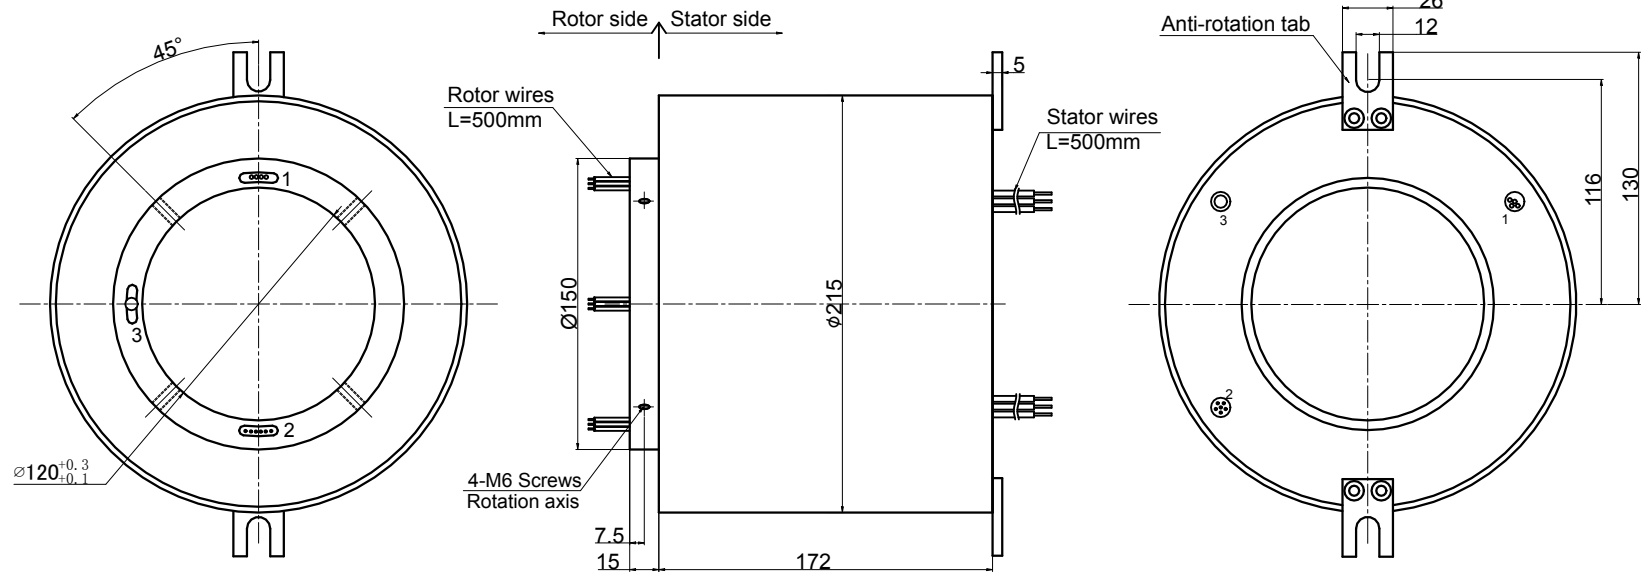 45°
1
2
3
∅120 +0.3 +0.1
Rotor side
Stator side
Rotor wires
L=500mm
Ø150
ϕ215
5
Stator wires
L=500mm
4-M6 Screws
Rotation axis
7.5
15
172
Anti-rotation tab
26
12
116
130
3
1
2